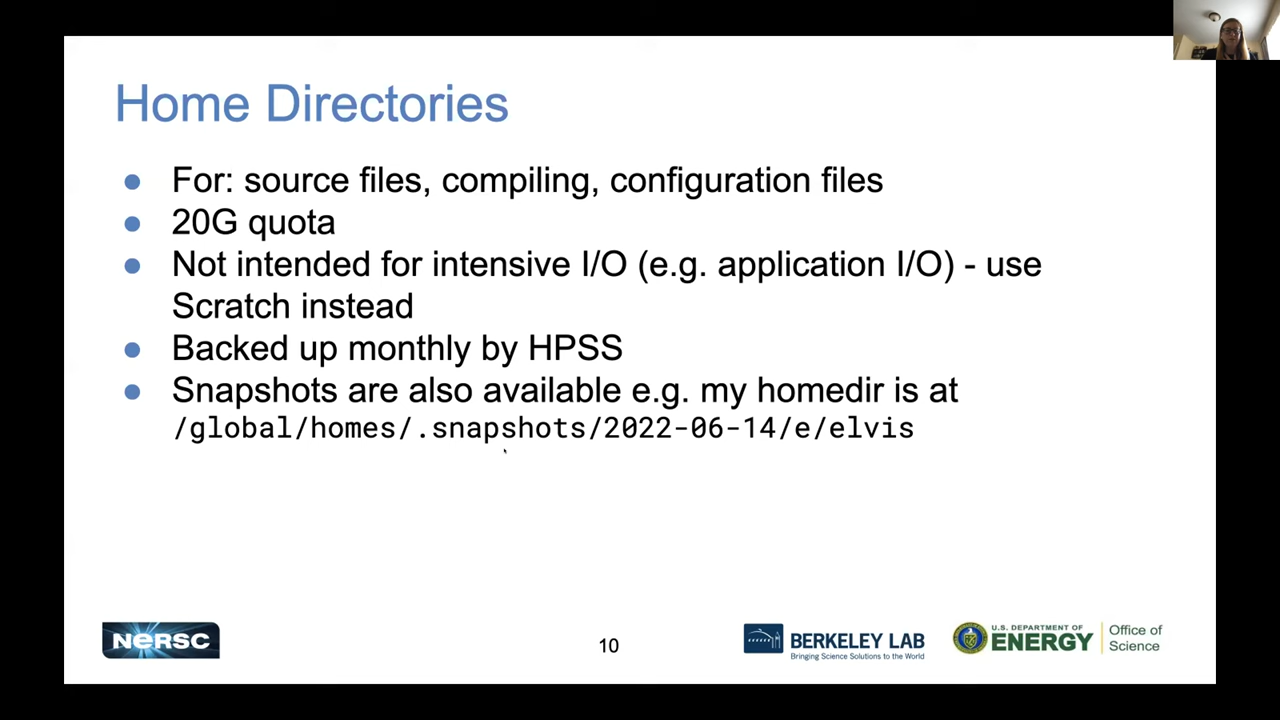 Home Directories
● For: source files, compiling, configuration files
● 20G quota
● Not intended for intensive I/O (e.g. application I/O) - use
Scratch instead
● Backed up monthly by HPSS
● Snapshots are also available e.g. my homedir is at
/global/homes/.snapshots/2022-06-14/e/elvis
NERSC
10
BERKELEY LAB
Bringing Science Solutions to the World
U.S. DEPARTMENT OF
ENERGY
Office of
Science